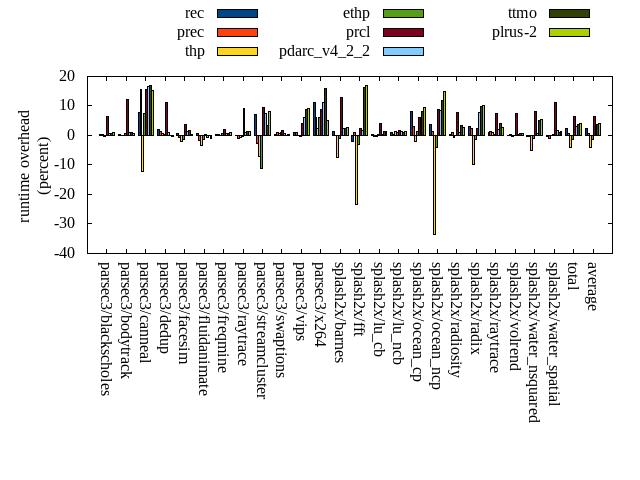 rec ethp ttmo
prec prcl plrus-2
thp pdarc_v4_2_2
20
10
0
-10
-20
-30
-40
runtime overhead
(percent)
parsec3/blackscholes
parsec3/bodytrack
parsec3/canneal
parsec3/dedup
parsec3/facesim
parsec3/fluidanimate
parsec3/freqmine
parsec3/raytrace
parsec3/streamcluster
parsec3/swaptions
parsec3/vips
parsec3/x264
splash2x/barnes
splash2x/fft
splash2x/lu_cb
splash2x/lu_ncb
splash2x/ocean_cp
splash2x/ocean_ncp
splash2x/radiosity
splash2x/radix
splash2x/raytrace
splash2x/volrend
splash2x/water_nsquared
splash2x/water_spatial
total
average